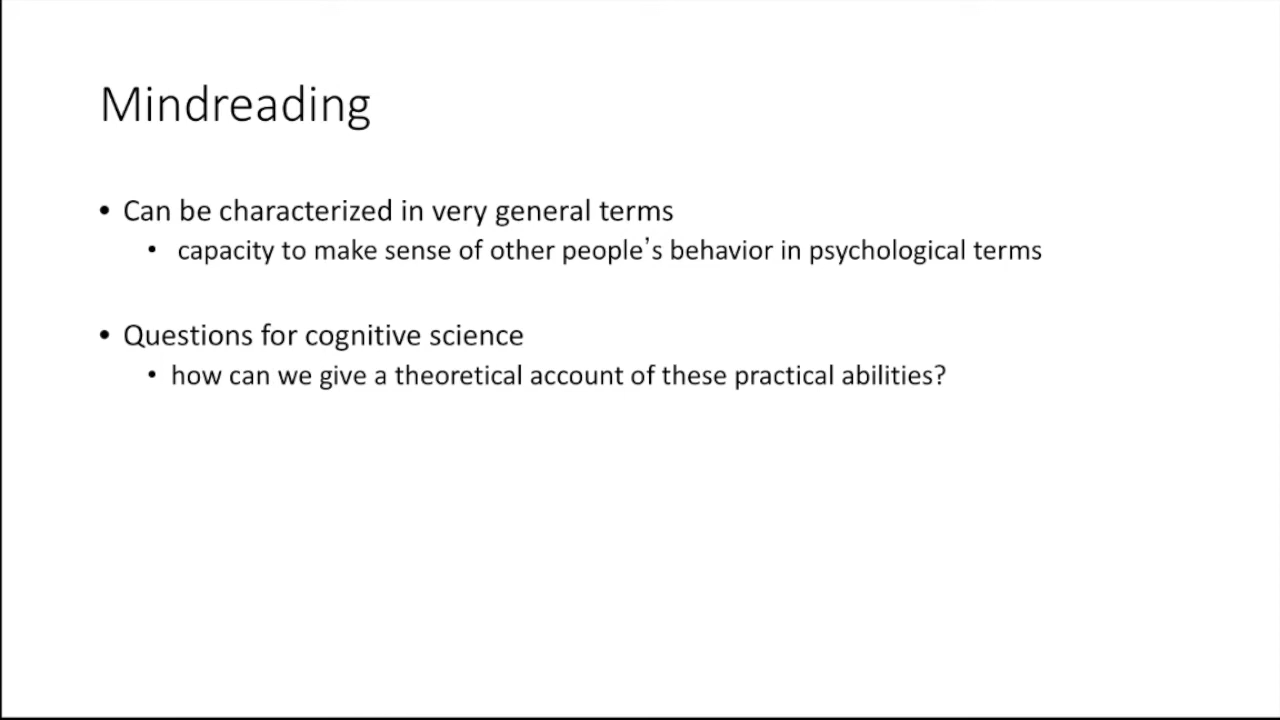 Mindreading
• Can be characterized in very general terms
• capacity to make sense of other people’s behavior in psychological terms
• Questions for cognitive science
• how can we give a theoretical account of these practical abilities?